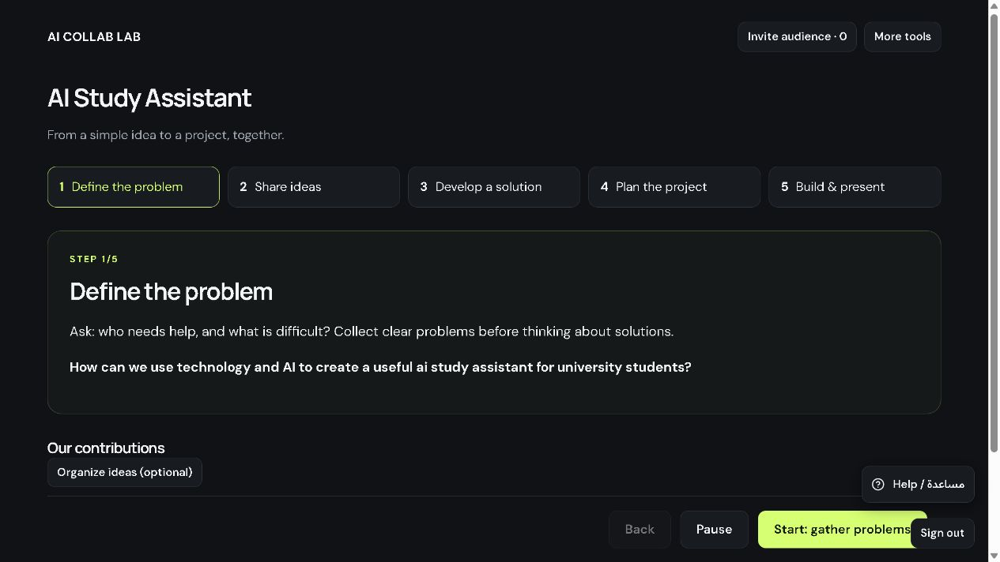 AI COLLAB LAB
Invite audience · 0
More tools
AI Study Assistant
From a simple idea to a project, together.
1 Define the problem
2 Share ideas
3 Develop a solution
4 Plan the project
5 Build & present
STEP 1/5
Define the problem
Ask: who needs help, and what is difficult? Collect clear problems before thinking about solutions.
How can we use technology and AI to create a useful ai study assistant for university students?
Our contributions
Organize ideas (optional)
Help / مساعدة
Back
Pause
Start: gather problems
Sign out